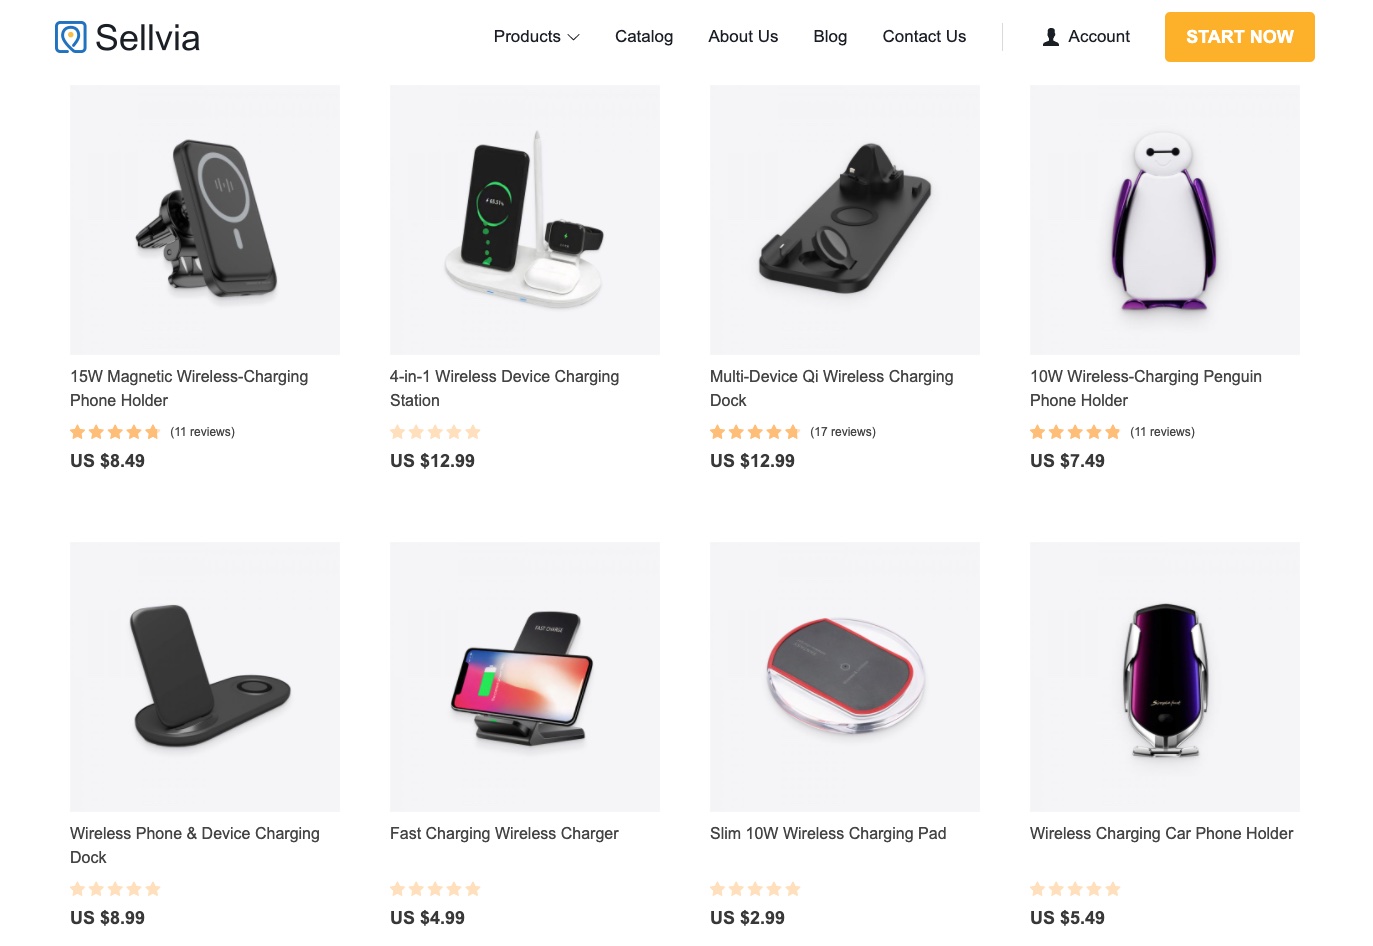 Sellvia
Products
Catalog
About Us
Blog
Contact Us
Account
START NOW
15W Magnetic Wireless-Charging
Phone Holder
(11 reviews)
US $8.49
4-in-1 Wireless Device Charging
Station
US $12.99
Multi-Device Qi Wireless Charging
Dock
(17 reviews)
US $12.99
10W Wireless-Charging Penguin
Phone Holder
(11 reviews)
US $7.49
FAST CHARGE
Wireless Phone & Device Charging
Dock
US $8.99
Fast Charging Wireless Charger
US $4.99
Slim 10W Wireless Charging Pad
US $2.99
Wireless Charging Car Phone Holder
US $5.49